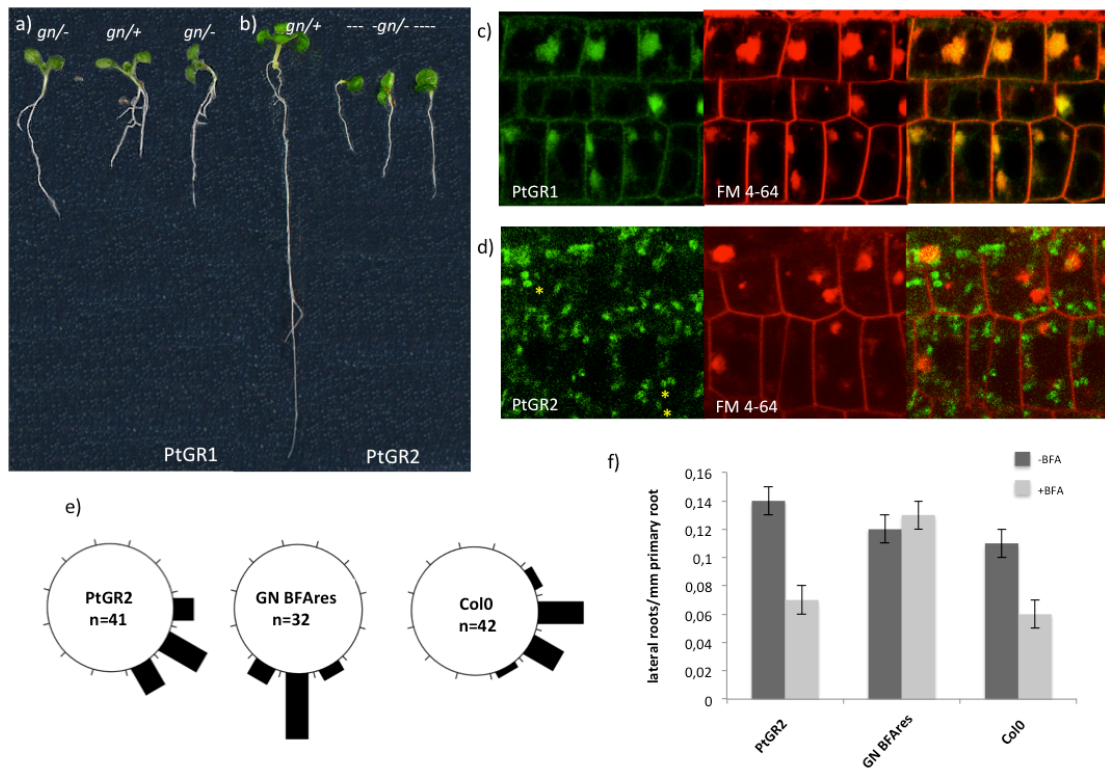 a)
gn/-
gn/+
gn/-
b)
gn/+
--- -gn/- ----
PtGR1
PtGR2
c)
PtGR1
FM 4-64
d)
*
*
*
PtGR2
FM 4-64
e)
PtGR2
n=41
GN BFAres
n=32
Col0
n=42
f)
-BFA
+BFA
lateral roots/mm primary root
0,16
0,14
0,12
0,1
0,08
0,06
0,04
0,02
0
PtGR2
GN BFAres
Col0